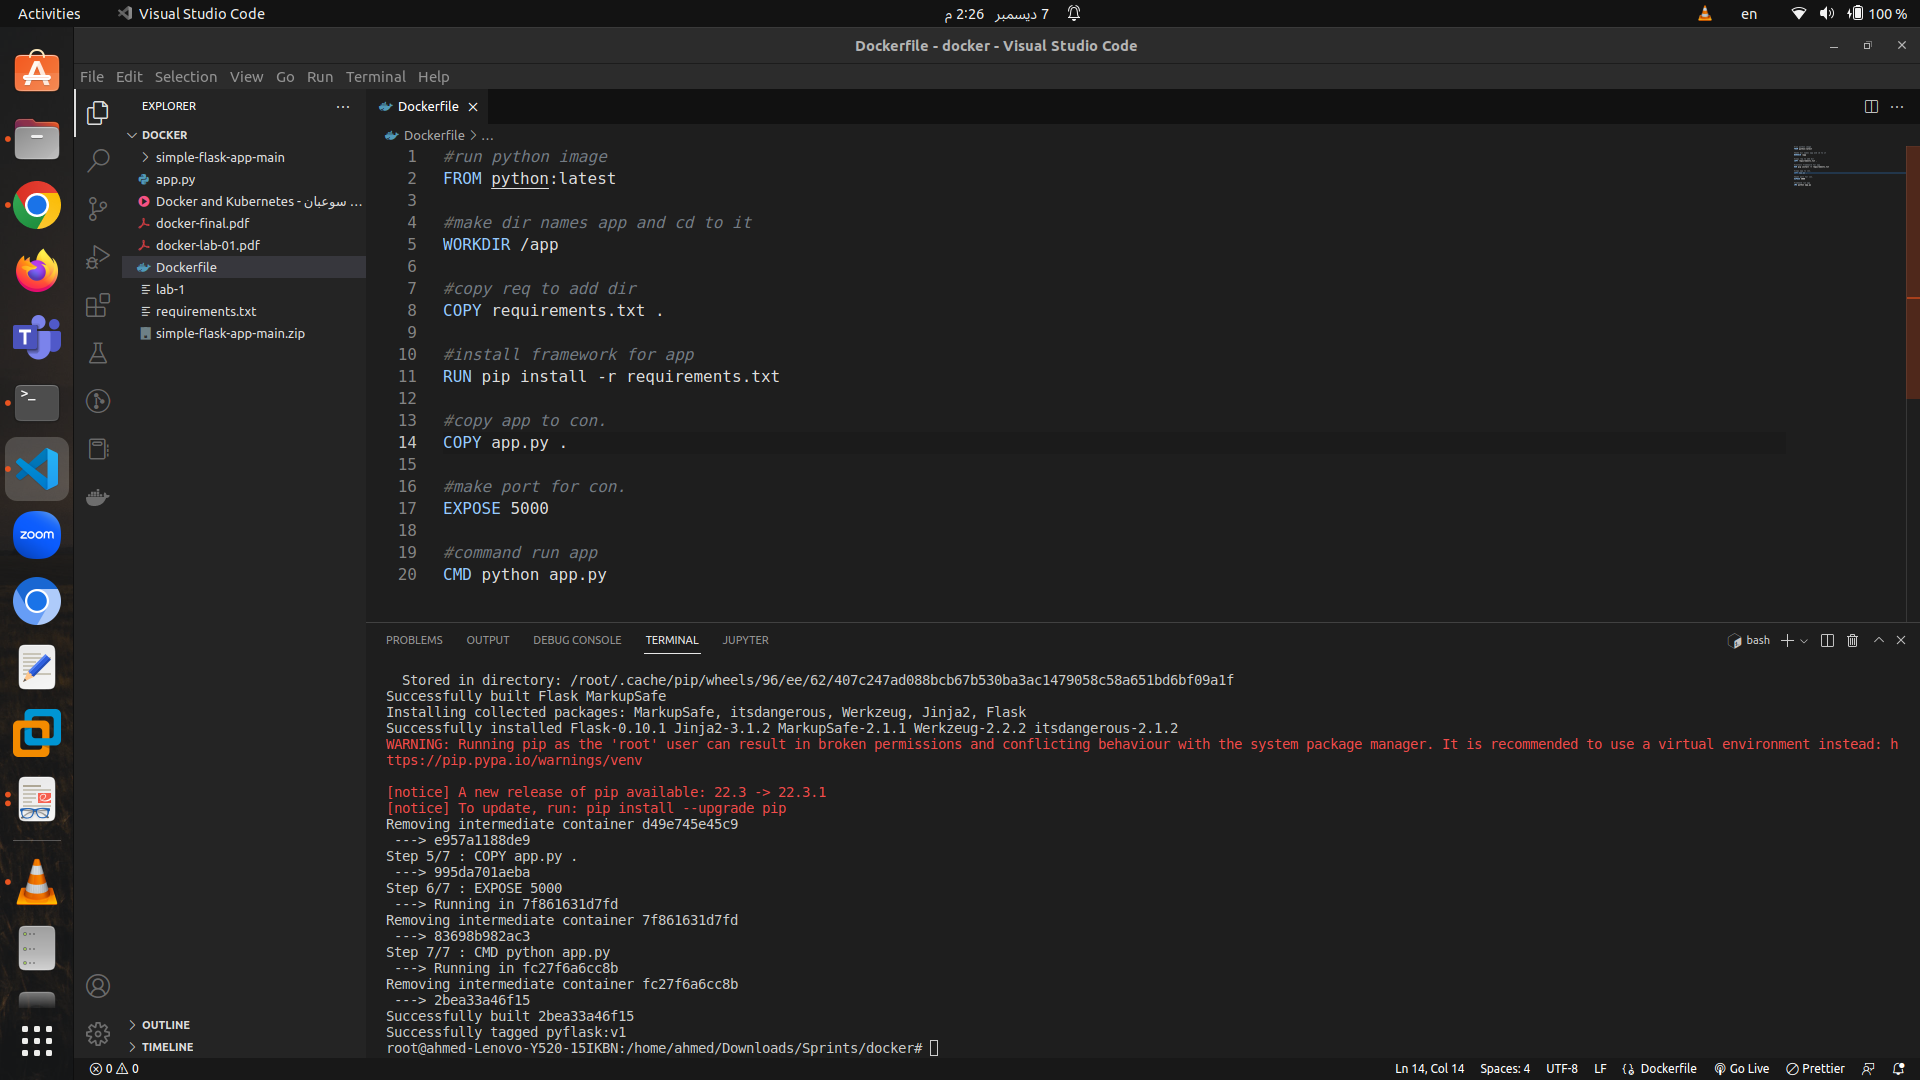 Activities
Visual Studio Code
7 ديسمبر 2:26 م
en
100 %
Dockerfile - docker - Visual Studio Code
File Edit Selection View Go Run Terminal Help
EXPLORER
DOCKER
simple-flask-app-main
app.py
Docker and Kubernetes - سوعبان ...
docker-final.pdf
docker-lab-01.pdf
Dockerfile
lab-1
requirements.txt
simple-flask-app-main.zip
OUTLINE
TIMELINE
zoom
Dockerfile
Dockerfile > ...
1 #run python image
2 FROM python:latest
3
4 #make dir names app and cd to it
5 WORKDIR /app
6
7 #copy req to add dir
8 COPY requirements.txt .
9
10 #install framework for app
11 RUN pip install -r requirements.txt
12
13 #copy app to con.
14 COPY app.py .
15
16 #make port for con.
17 EXPOSE 5000
18
19 #command run app
20 CMD python app.py
PROBLEMS OUTPUT DEBUG CONSOLE TERMINAL JUPYTER
bash
Stored in directory: /root/.cache/pip/wheels/96/ee/62/407c247ad088bcb67b530ba3ac1479058c58a651bd6bf09a1f
Successfully built Flask MarkupSafe
Installing collected packages: MarkupSafe, itsdangerous, Werkzeug, Jinja2, Flask
Successfully installed Flask-0.10.1 Jinja2-3.1.2 MarkupSafe-2.1.1 Werkzeug-2.2.2 itsdangerous-2.1.2
WARNING: Running pip as the 'root' user can result in broken permissions and conflicting behaviour with the system package manager. It is recommended to use a virtual environment instead: h
ttps://pip.pypa.io/warnings/venv
[notice] A new release of pip available: 22.3 -> 22.3.1
[notice] To update, run: pip install --upgrade pip
Removing intermediate container d49e745e45c9
---> e957a1188de9
Step 5/7 : COPY app.py .
---> 995da701aeba
Step 6/7 : EXPOSE 5000
---> Running in 7f861631d7fd
Removing intermediate container 7f861631d7fd
---> 83698b982ac3
Step 7/7 : CMD python app.py
---> Running in fc27f6a6cc8b
Removing intermediate container fc27f6a6cc8b
---> 2bea33a46f15
Successfully built 2bea33a46f15
Successfully tagged pyflask:v1
root@ahmed-Lenovo-Y520-15IKBN:/home/ahmed/Downloads/Sprints/docker#
0 0
Ln 14, Col 14 Spaces: 4 UTF-8 LF Dockerfile Go Live Prettier